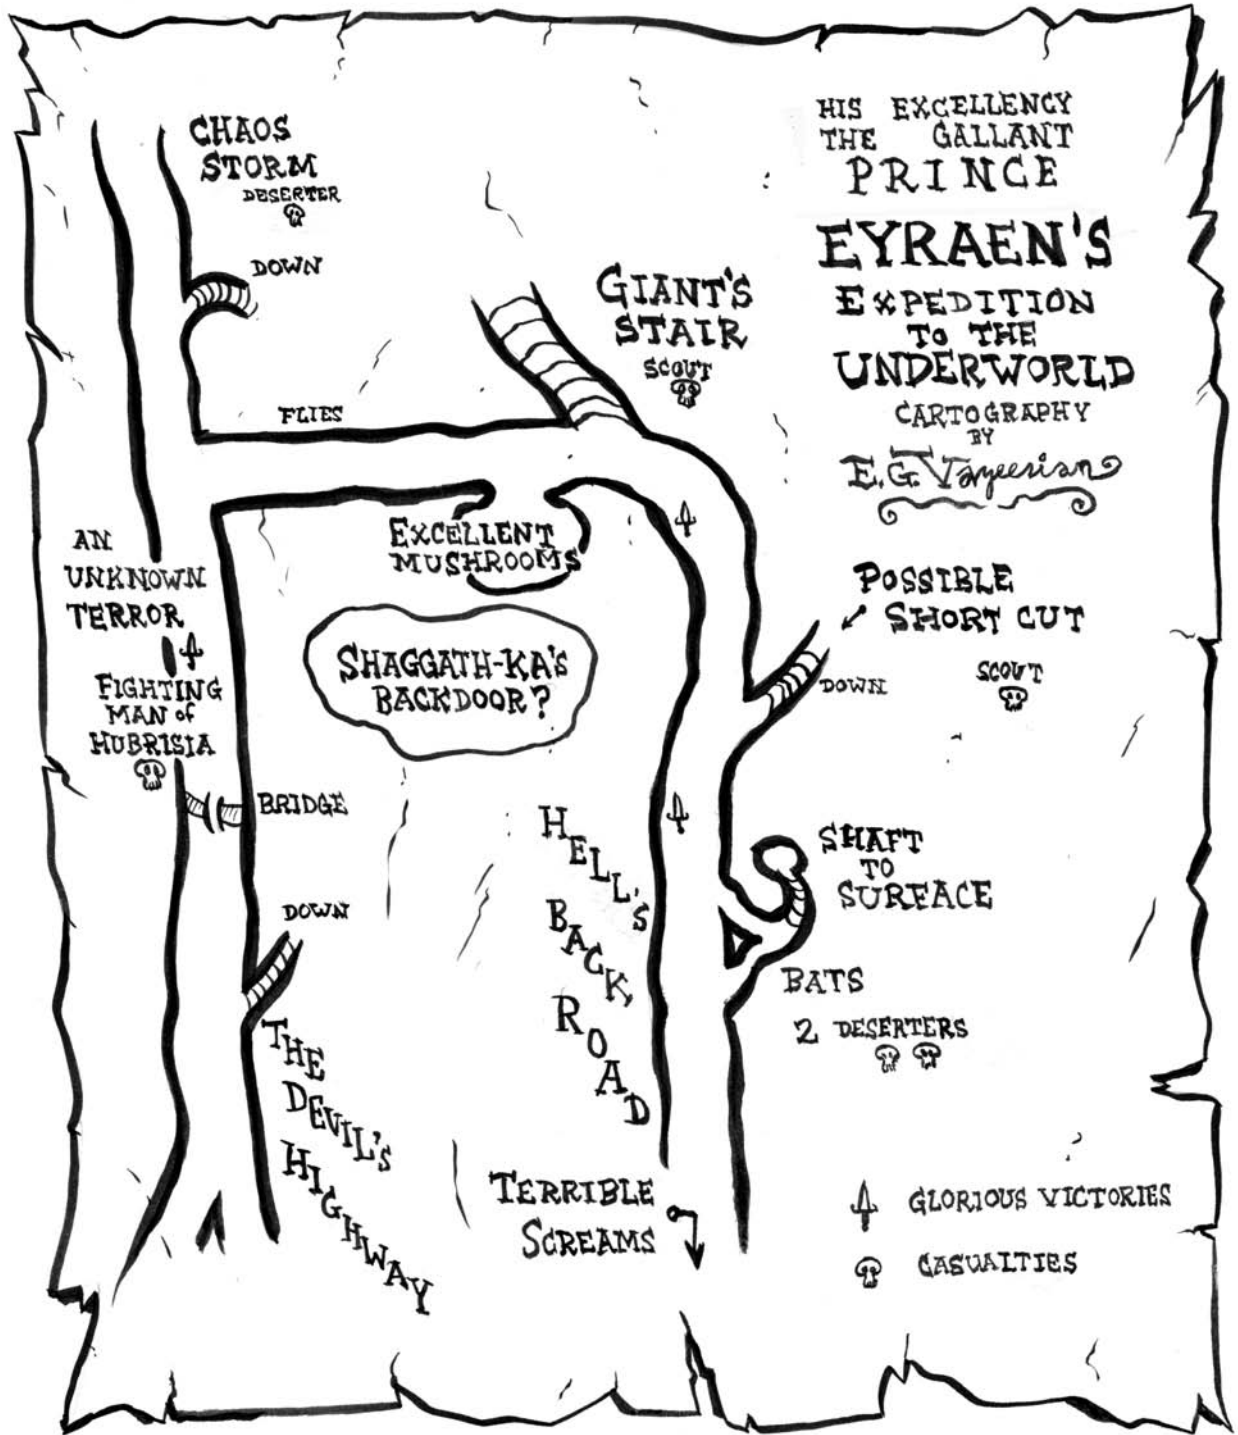 HIS EXCELLENCY
THE GALLANT
PRINCE
EYRAEN'S
EXPEDITION
TO THE
UNDERWORLD
CARTOGRAPHY
BY
E.G. Vayeesian
CHAOS
STORM
DESERTER
DOWN
GIANT'S
STAIR
SCOUT
FLIES
EXCELLENT
MUSHROOMS
AN
UNKNOWN
TERROR
FIGHTING
MAN of
HUBRISIA
SHAGGATH-KA'S
BACKDOOR?
POSSIBLE
SHORT CUT
DOWN
SCOUT
BRIDGE
HELL'S
BACK
ROAD
SHAFT
TO
SURFACE
DOWN
BATS
2 DESERTERS
THE
DEVIL'S
HIGHWAY
TERRIBLE
SCREAMS
GLORIOUS VICTORIES
CASUALTIES